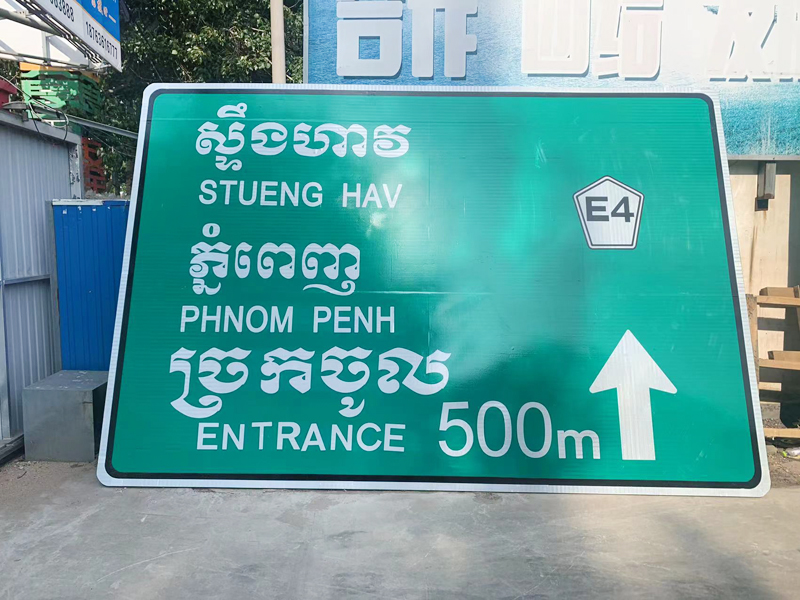 18763616777
ស្ទឹងហាវ
STUENG HAV
E4
ភ្នំពេញ
PHNOM PENH
ច្រកចូល
ENTRANCE 500m